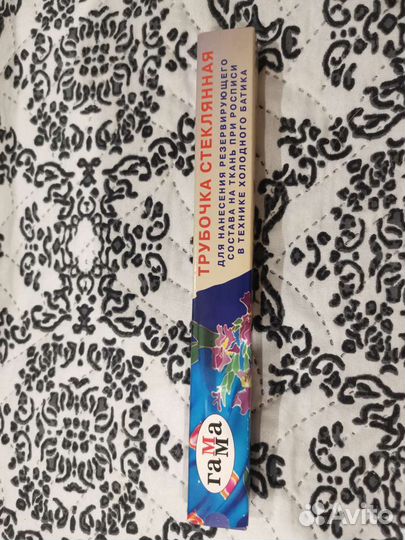 ТРУБОЧКА СТЕКЛЯННАЯ
ДЛЯ НАНЕСЕНИЯ РЕЗЕРВИРУЮЩЕГО
СОСТАВА НА ТКАНЬ ПРИ РОСПИСИ
В ТЕХНИКЕ ХОЛОДНОГО БАТИКА
гамма
Avito